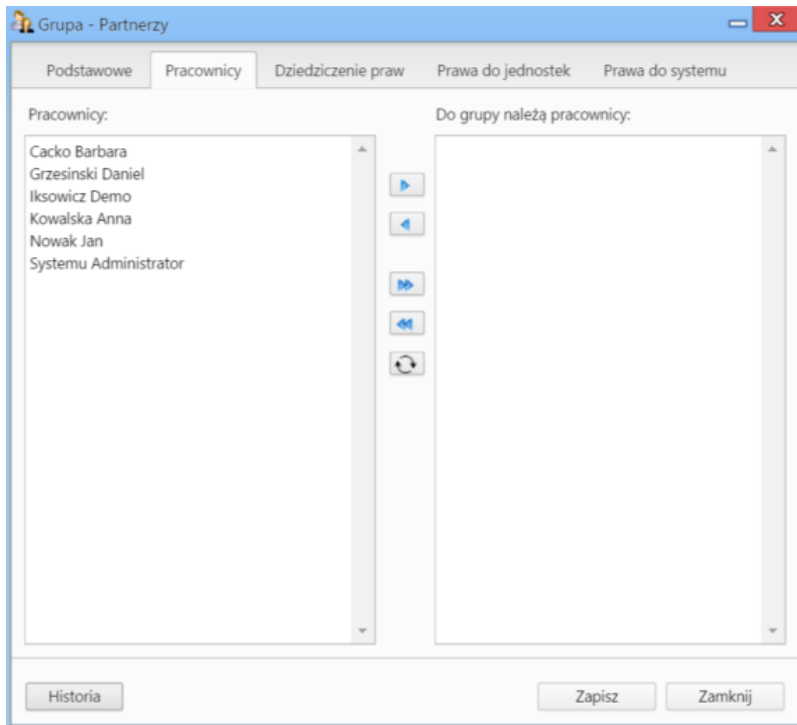 Grupa - Partnerzy
Podstawowe Pracownicy Dziedziczenie praw Prawa do jednostek Prawa do systemu
Pracownicy: Do grupy należą pracownicy:
Cacko Barbara
Grzesinski Daniel
Iksowicz Demo
Kowalska Anna
Nowak Jan
Systemu Administrator
Historia Zapisz Zamknij